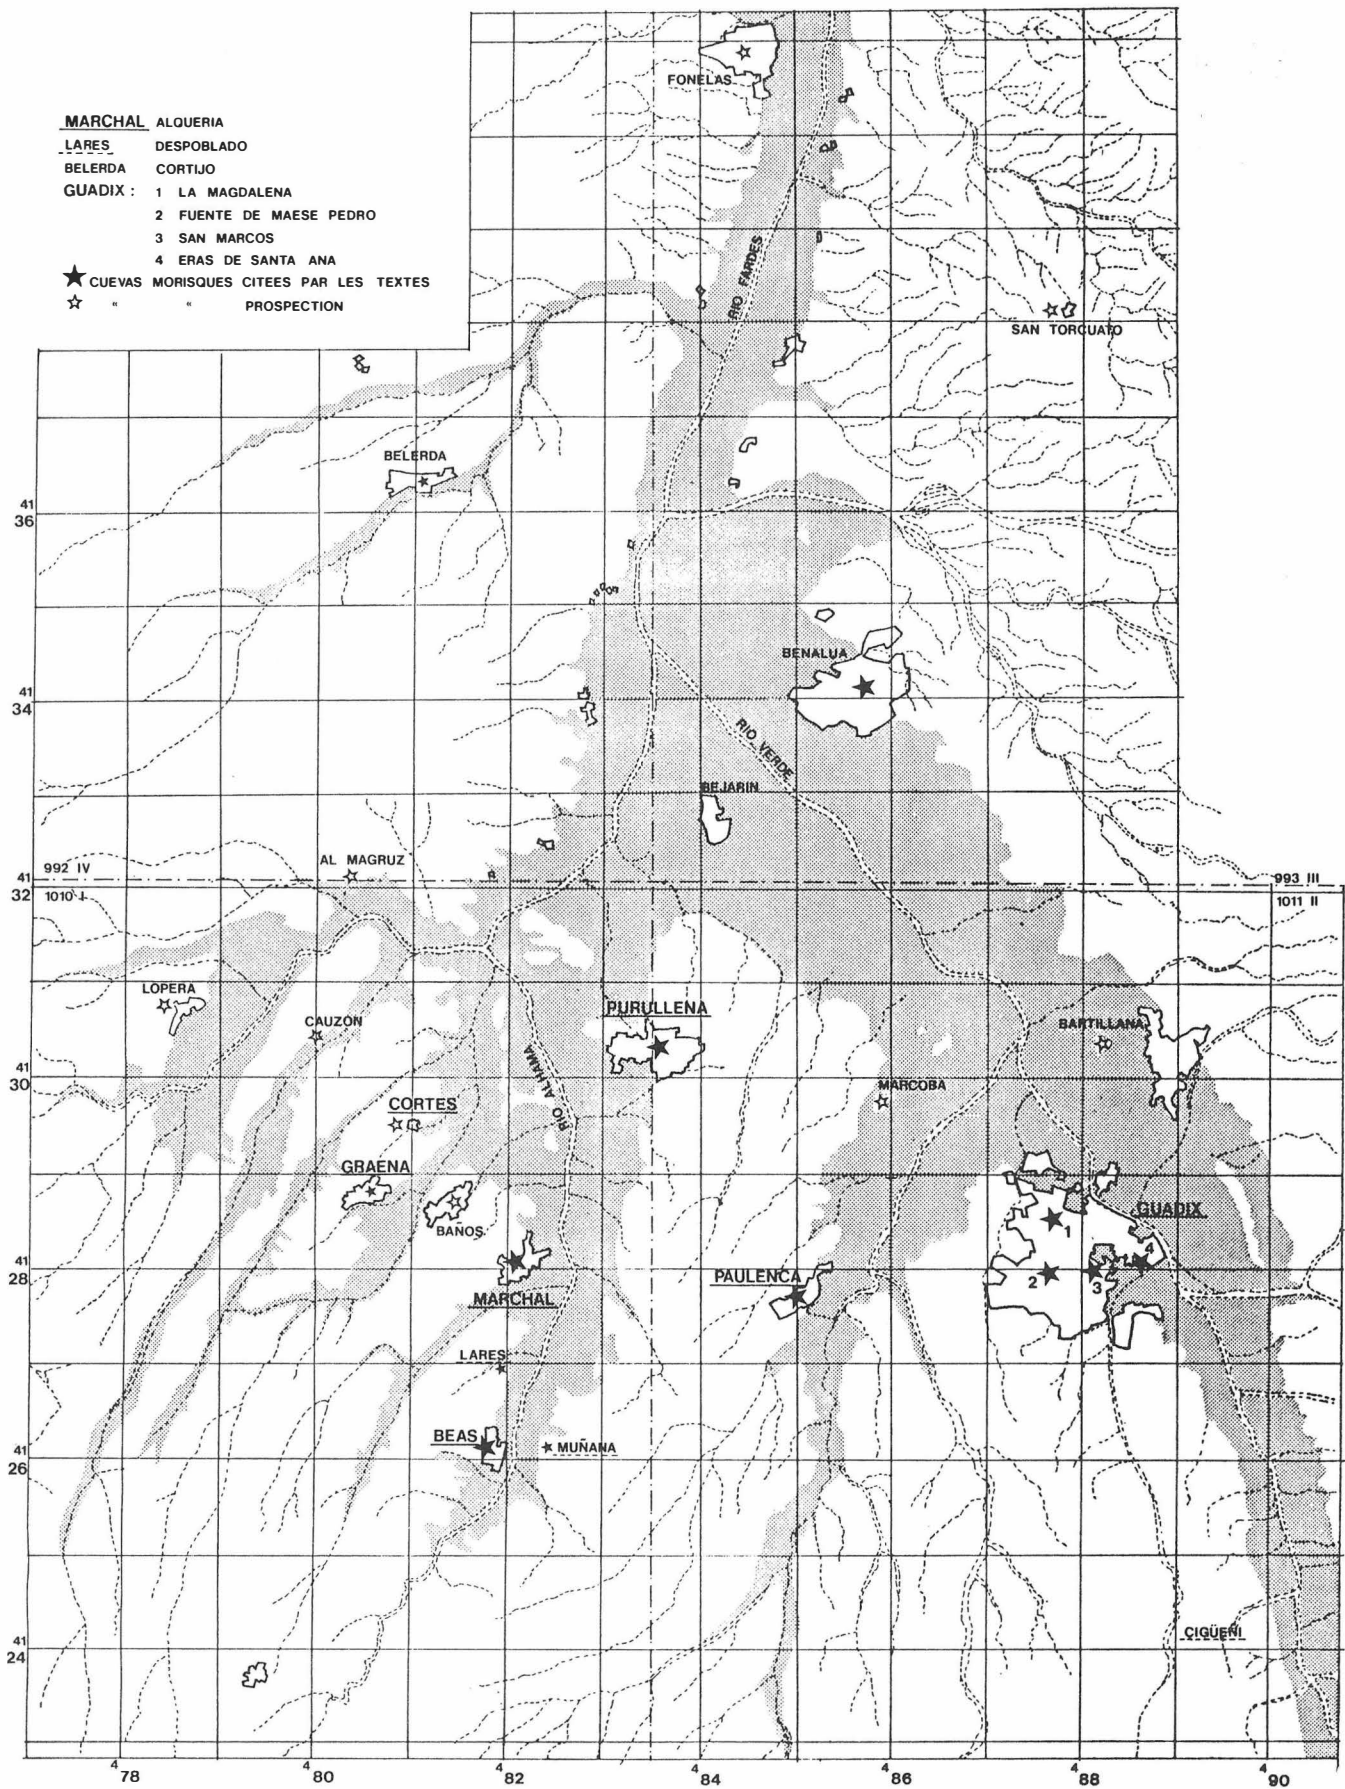 MARCHAL ALQUERIA
LARES DESPOBLADO
BELERDA CORTIJO
GUADIX : 1 LA MAGDALENA
2 FUENTE DE MAESE PEDRO
3 SAN MARCOS
4 ERAS DE SANTA ANA
★ CUEVAS MORISQUES CITEES PAR LES TEXTES
☆ " " PROSPECTION
FONELAS
RIO FARDES
SAN TORCUATO
BELERDA
41
36
BENALUA
41
34
RIO VERDE
BEJARIN
AL MAGRUZ
992 IV
993 III
41
32
1010 I
1011 II
LOPERA
PURULLENA
CAUZON
BARTILLANA
RIO ALHAMA
41
30
MARCOBA
CORTES
GRAENA
BAÑOS
GUADIX
1
4
41
28
PAULENCA
2
3
MARCHAL
LARES
BEAS
MUÑANA
41
26
CIGÜEÑI
41
24
4 78
4 80
4 82
4 84
4 86
4 88
4 90